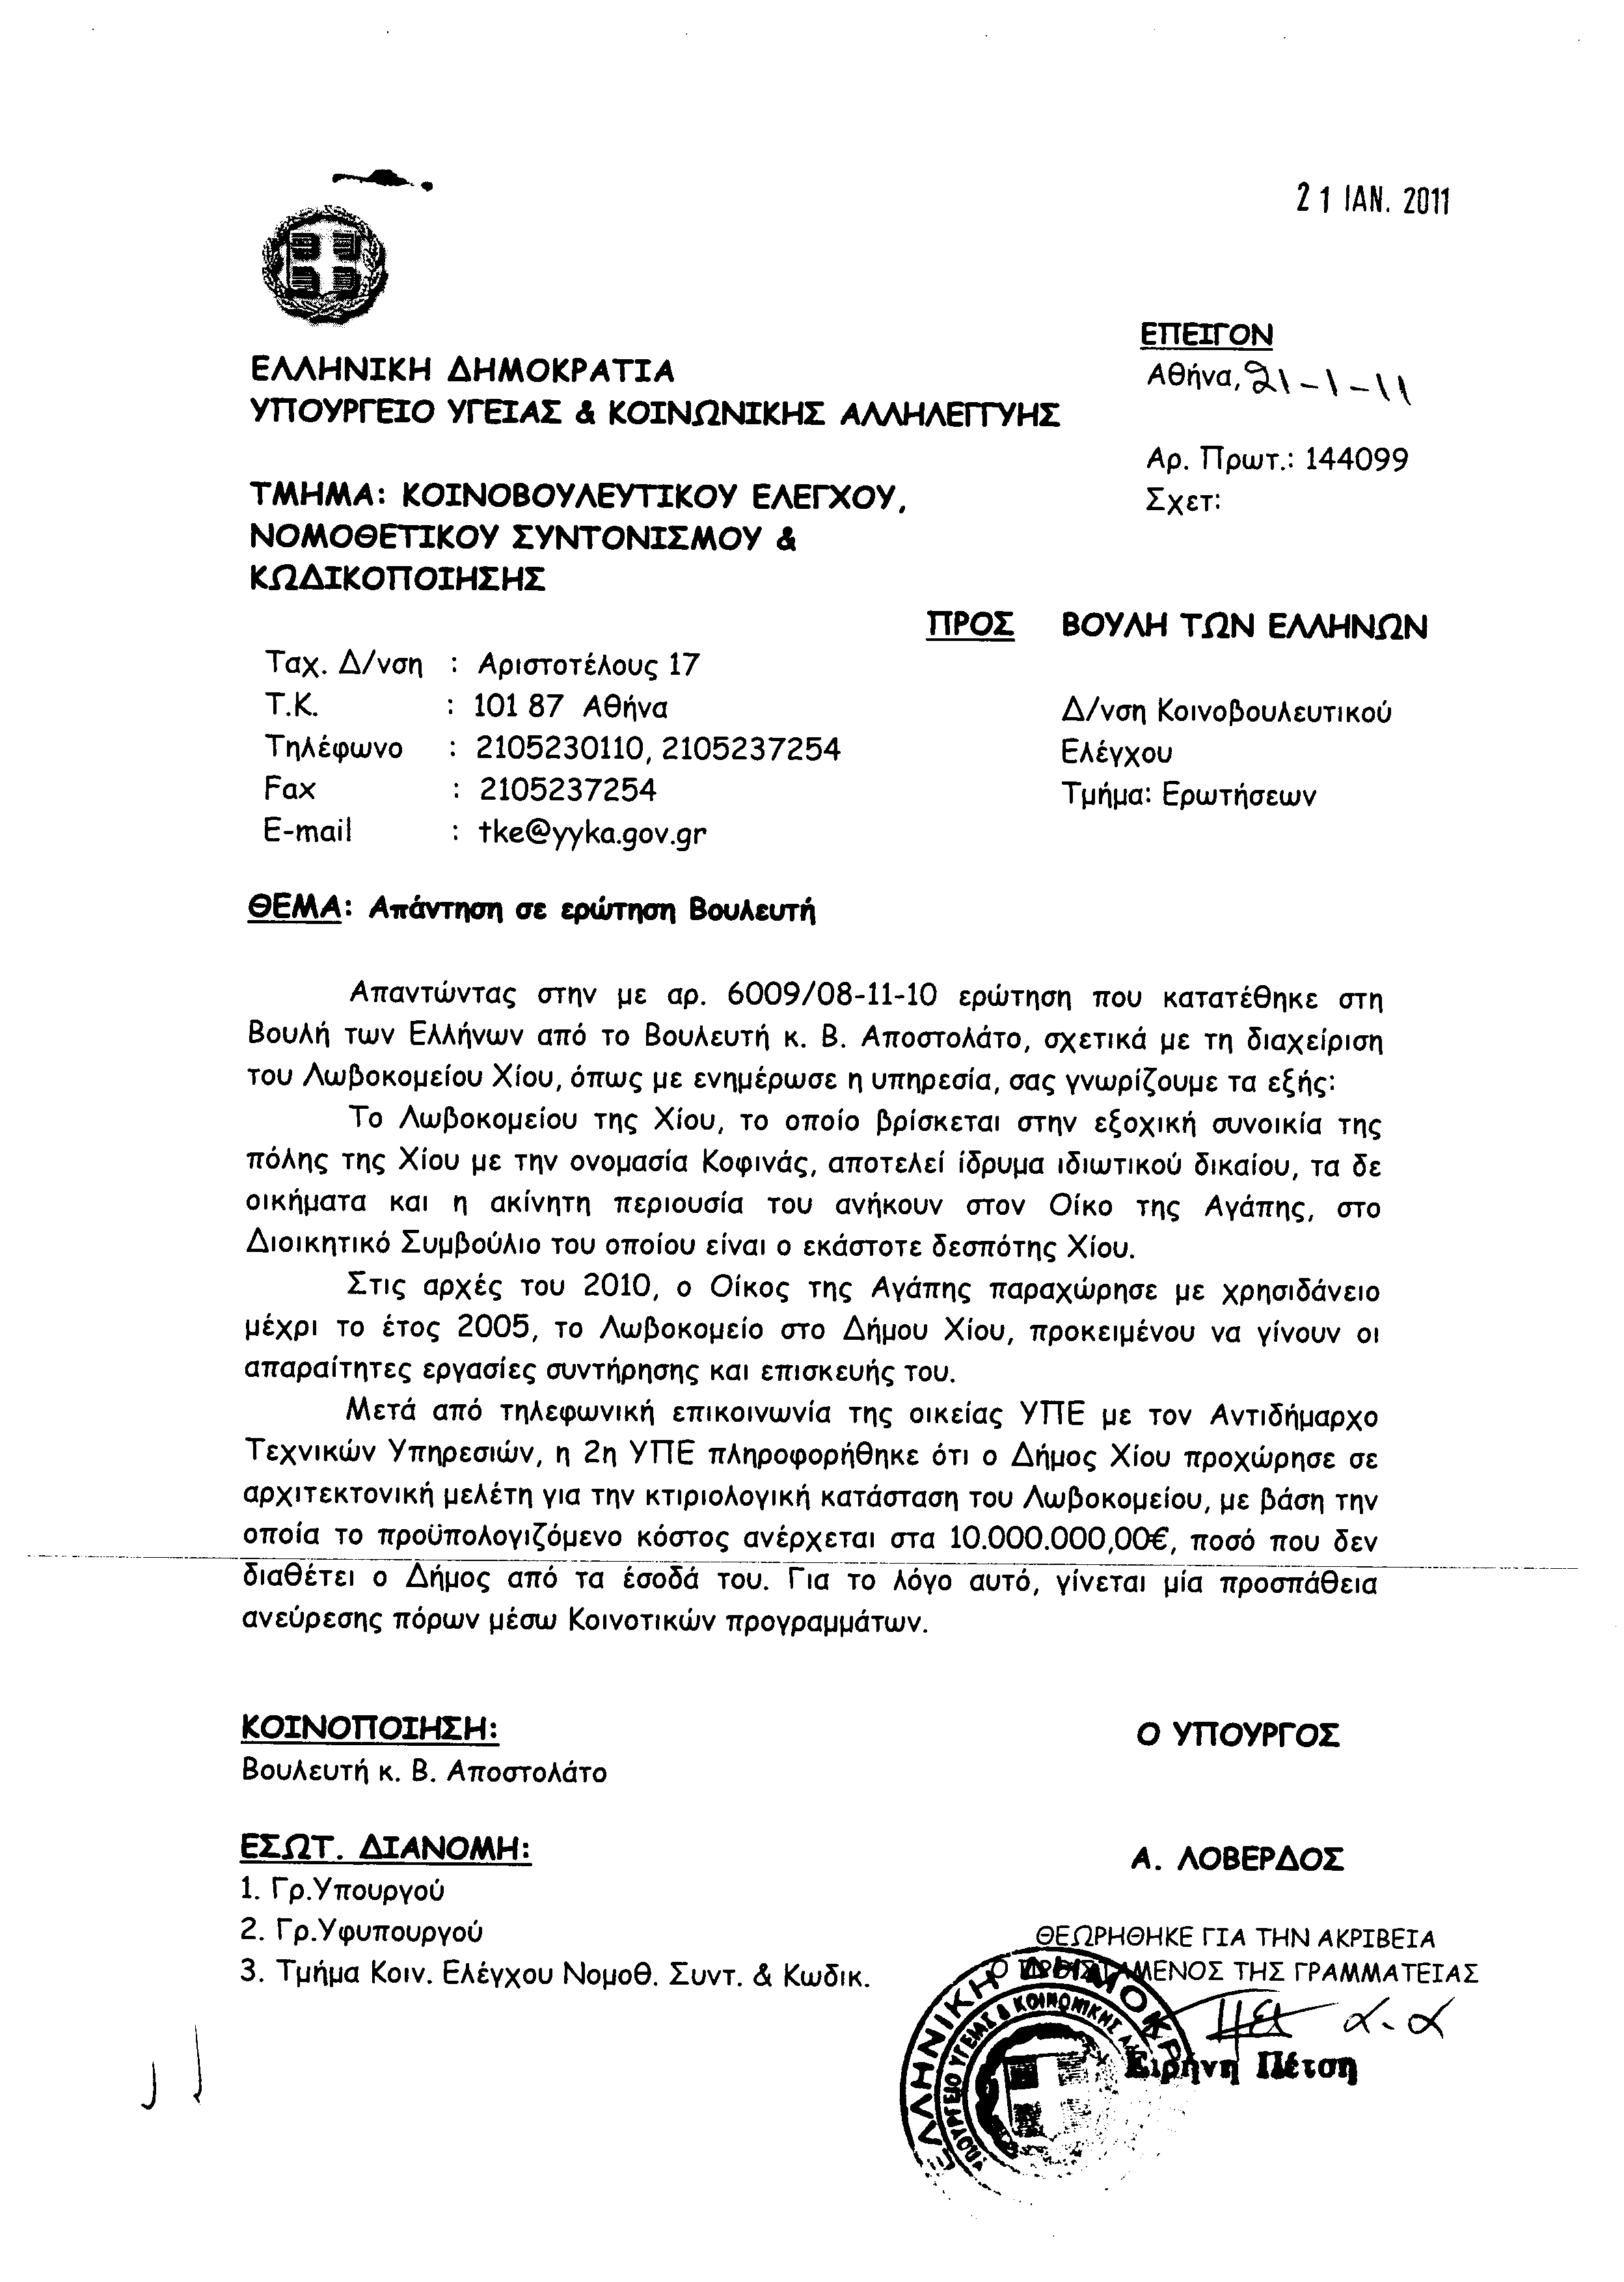 21 ΙΑΝ. 2011
ΕΠΕΙΓΟΝ
Αθήνα, 21-1-11
ΕΛΛΗΝΙΚΗ ΔΗΜΟΚΡΑΤΙΑ
ΥΠΟΥΡΓΕΙΟ ΥΓΕΙΑΣ & ΚΟΙΝΩΝΙΚΗΣ ΑΛΛΗΛΕΓΓΥΗΣ
Αρ. Πρωτ.: 144099
Σχετ:
ΤΜΗΜΑ: ΚΟΙΝΟΒΟΥΛΕΥΤΙΚΟΥ ΕΛΕΓΧΟΥ,
ΝΟΜΟΘΕΤΙΚΟΥ ΣΥΝΤΟΝΙΣΜΟΥ &
ΚΩΔΙΚΟΠΟΙΗΣΗΣ
ΠΡΟΣ ΒΟΥΛΗ ΤΩΝ ΕΛΛΗΝΩΝ
Ταχ. Δ/νση : Αριστοτέλους 17
Τ.Κ. : 101 87 Αθήνα
Τηλέφωνο : 2105230110, 2105237254
Fax : 2105237254
E-mail : tke@yyka.gov.gr
Δ/νση Κοινοβουλευτικού
Ελέγχου
Τμήμα: Ερωτήσεων
ΘΕΜΑ: Απάντηση σε ερώτηση Βουλευτή
Απαντώντας στην με αρ. 6009/08-11-10 ερώτηση που κατατέθηκε στη
Βουλή των Ελλήνων από το Βουλευτή κ. Β. Αποστολάτο, σχετικά με τη διαχείριση
του Λωβοκομείου Χίου, όπως με ενημέρωσε η υπηρεσία, σας γνωρίζουμε τα εξής:
Το Λωβοκομείου της Χίου, το οποίο βρίσκεται στην εξοχική συνοικία της
πόλης της Χίου με την ονομασία Κοφινάς, αποτελεί ίδρυμα ιδιωτικού δικαίου, τα δε
οικήματα και η ακίνητη περιουσία του ανήκουν στον Οίκο της Αγάπης, στο
Διοικητικό Συμβούλιο του οποίου είναι ο εκάστοτε δεσπότης Χίου.
Στις αρχές του 2010, ο Οίκος της Αγάπης παραχώρησε με χρησιδάνειο
μέχρι το έτος 2005, το Λωβοκομείο στο Δήμου Χίου, προκειμένου να γίνουν οι
απαραίτητες εργασίες συντήρησης και επισκευής του.
Μετά από τηλεφωνική επικοινωνία της οικείας ΥΠΕ με τον Αντιδήμαρχο
Τεχνικών Υπηρεσιών, η 2η ΥΠΕ πληροφορήθηκε ότι ο Δήμος Χίου προχώρησε σε
αρχιτεκτονική μελέτη για την κτιριολογική κατάσταση του Λωβοκομείου, με βάση την
οποία το προϋπολογιζόμενο κόστος ανέρχεται στα 10.000.000,00€, ποσό που δεν
διαθέτει ο Δήμος από τα έσοδά του. Για το λόγο αυτό, γίνεται μία προσπάθεια
ανεύρεσης πόρων μέσω Κοινοτικών προγραμμάτων.
ΚΟΙΝΟΠΟΙΗΣΗ:
Βουλευτή κ. Β. Αποστολάτο
Ο ΥΠΟΥΡΓΟΣ
ΕΣΩΤ. ΔΙΑΝΟΜΗ:
1. Γρ.Υπουργού
2. Γρ.Υφυπουργού
3. Τμήμα Κοιν. Ελέγχου Νομοθ. Συντ. & Κωδικ.
Α. ΛΟΒΕΡΔΟΣ
ΘΕΩΡΗΘΗΚΕ ΓΙΑ ΤΗΝ ΑΚΡΙΒΕΙΑ
Ο ΠΡΟΪΣΤΑΜΕΝΟΣ ΤΗΣ ΓΡΑΜΜΑΤΕΙΑΣ
α.α
Ειρήνη Πέτση
ΕΛΛΗΝΙΚΗ ΔΗΜΟΚΡ
ΥΠΟΥΡΓΕΙΟ ΥΓΕΙΑΣ & ΚΟΙΝΩΝΙΚΗΣ